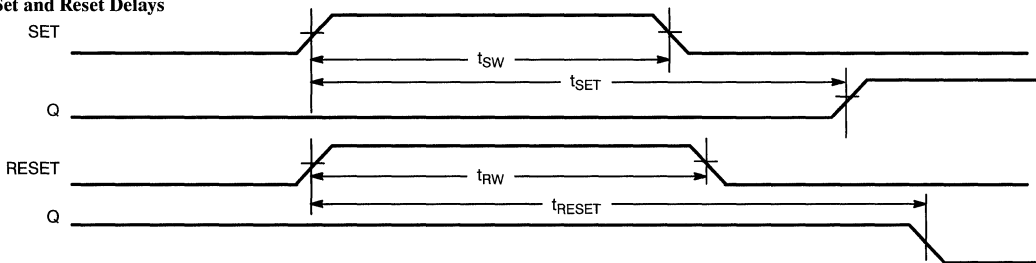 Set and Reset Delays
SET
tSW
tSET
Q
RESET
tRW
tRESET
Q